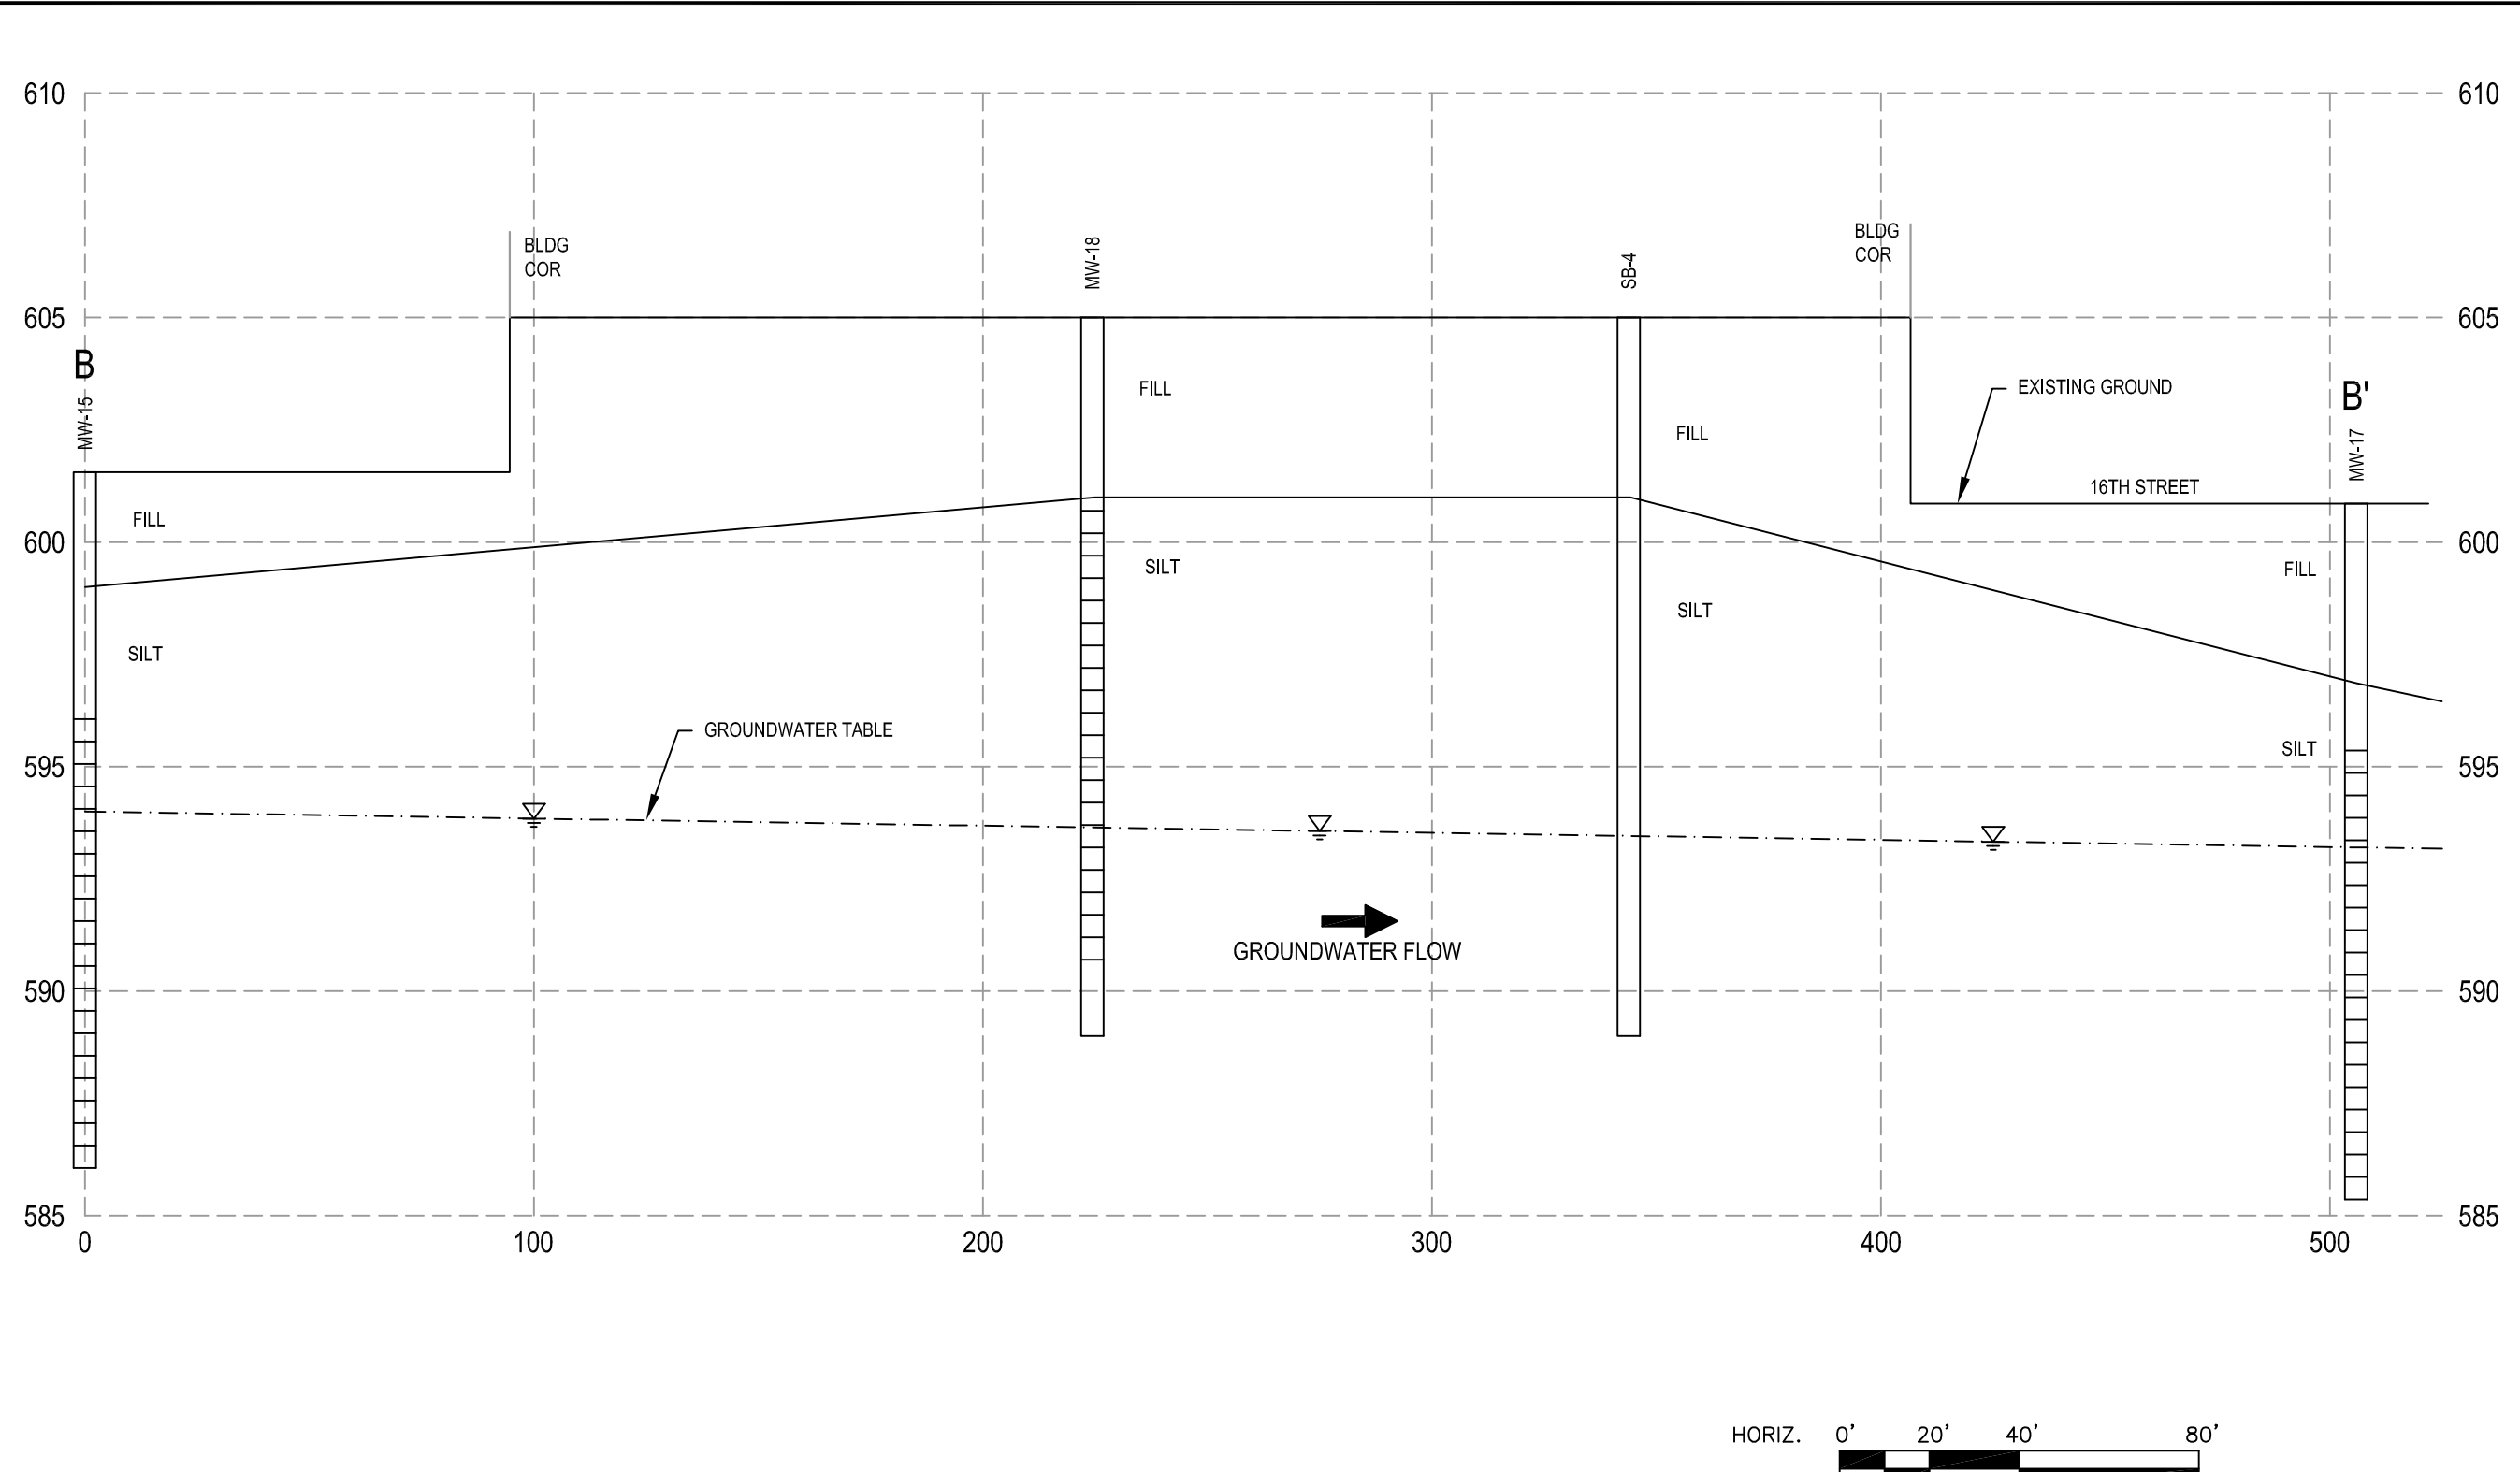 610
610
BLDG
COR
MW-18
SB-4
BLDG
COR
605
605
B
MW-15
FILL
EXISTING GROUND
B'
MW-17
FILL
16TH STREET
FILL
600
600
SILT
FILL
SILT
SILT
GROUNDWATER TABLE
SILT
595
595
GROUNDWATER FLOW
590
590
585
585
0 100 200 300 400 500
HORIZ. 0' 20' 40' 80'